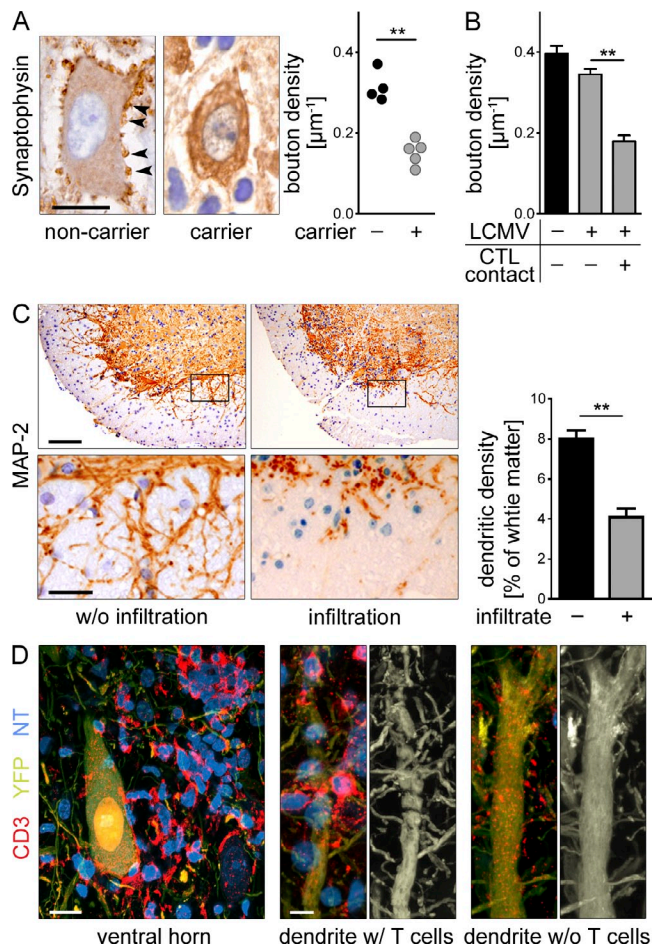 A
Synaptophysin
non-carrier
carrier
bouton density
[µm⁻¹]
0.4
0.2
0.0
**
carrier − +
B
bouton density
[µm⁻¹]
0.4
0.2
0.0
**
LCMV − + +
CTL
contact − − +
C
MAP-2
w/o infiltration
infiltration
dendritic density
[% of whtie matter]
10
8
6
4
2
0
**
infiltrate − +
D
CD3 YFP NT
ventral horn
dendrite w/ T cells
dendrite w/o T cells